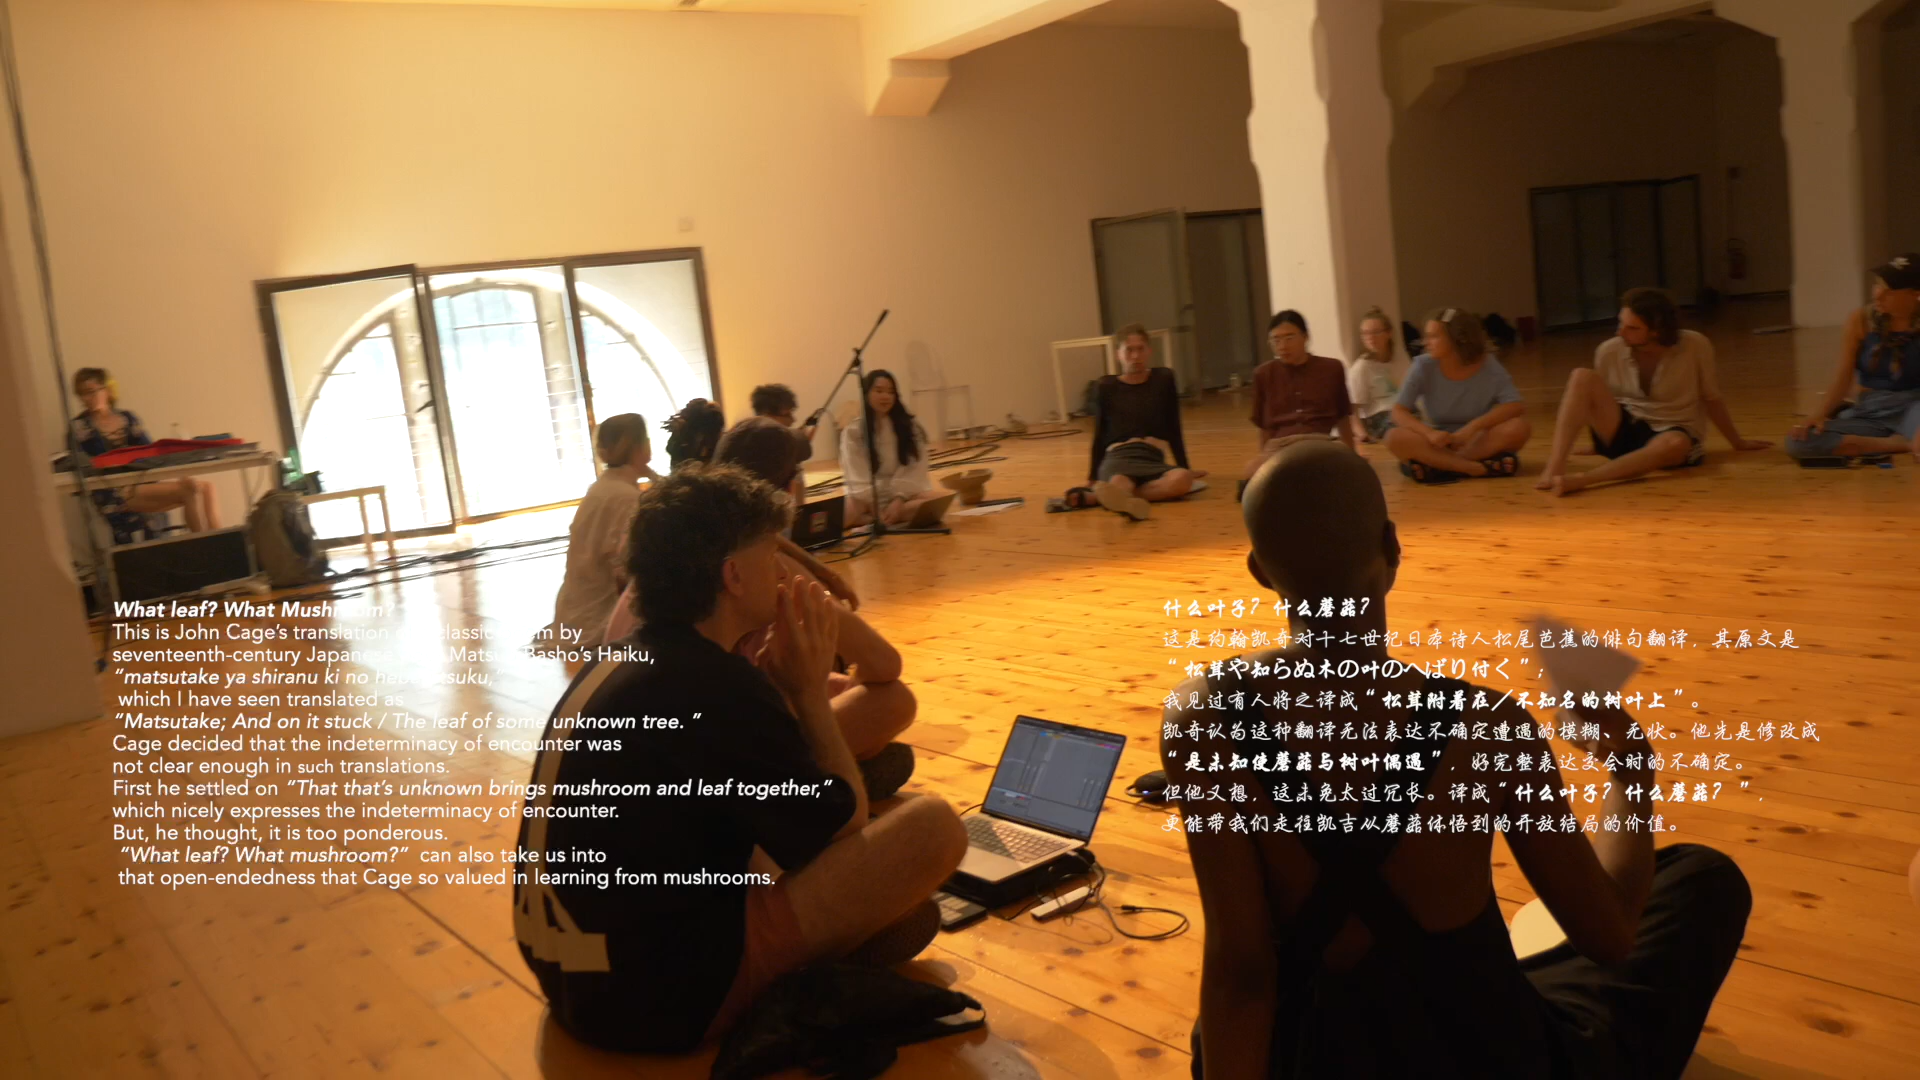 What leaf? What Mushroom?
This is John Cage's translation classic by
seventeenth-century Japanese Matsuo Basho's Haiku,
“matsutake ya shiranu ki no
which I have seen translated as
“Matsutake; And on it stuck / The leaf of some unknown tree. ”
Cage decided that the indeterminacy of encounter was
not clear enough in such translations.
First he settled on “That that's unknown brings mushroom and leaf together,”
which nicely expresses the indeterminacy of encounter.
But, he thought, it is too ponderous.
“What leaf? What mushroom?” can also take us into
that open-endedness that Cage so valued in learning from mushrooms.
什么叶子？什么蘑菇？
这是约翰凯奇对十七世纪日本诗人松尾芭蕉的俳句翻译，其原文是
“松茸や知らぬ木の叶のへばり付く”；
我见过有人将之译成“松茸附着在／不知名的树叶上”。
凯奇认为这种翻译无法表达不确定遭遇的模糊、无状。他先是修改成
“是未知使蘑菇与树叶偶遇”，好完整表达交会时的不确定。
但他又想，这未免太过冗长。译成“什么叶子？什么蘑菇？”，
更能带我们走往凯吉从蘑菇体悟到的开放结局的价值。